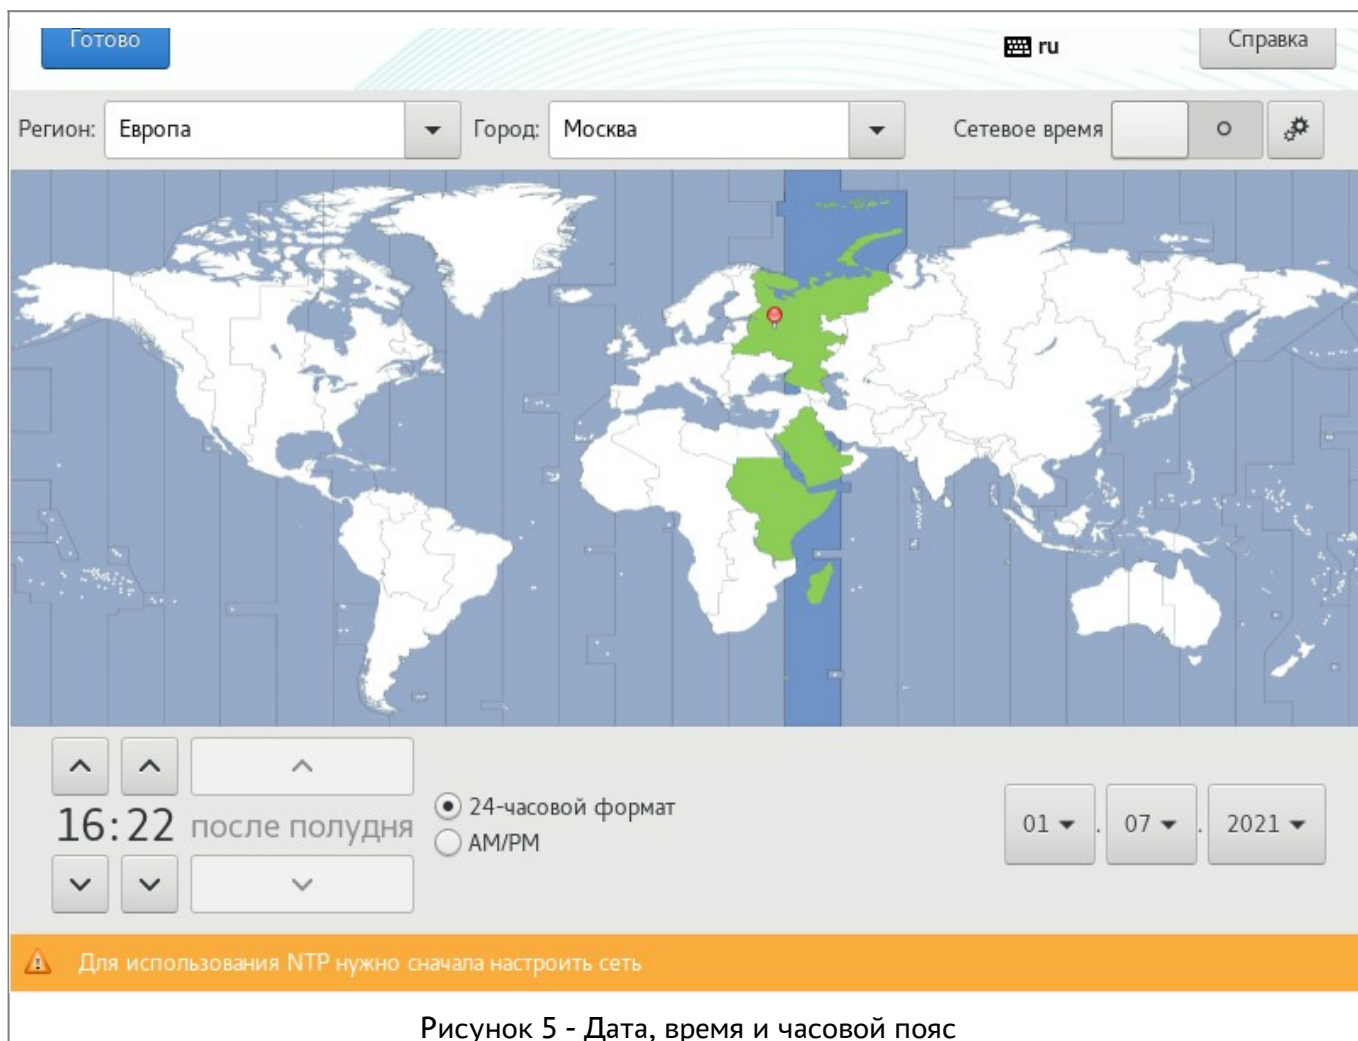 Готово ru Справка
Регион: Европа Город: Москва Сетевое время
16:22 после полудня
24-часовой формат
AM/PM
01 . 07 . 2021
Для использования NTP нужно сначала настроить сеть
Рисунок 5 - Дата, время и часовой пояс